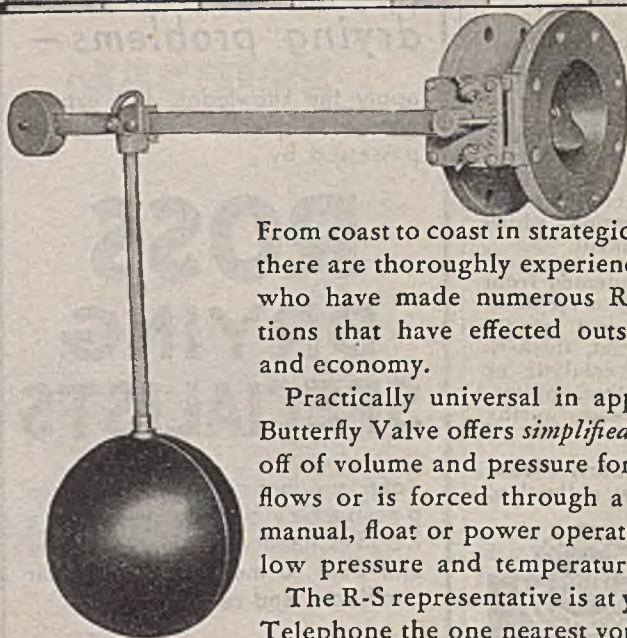 From coast to coast in strategic
there are thoroughly experienc
who have made numerous R
tions that have effected outs
and economy.
Practically universal in app
Butterfly Valve offers simplified
off of volume and pressure for
flows or is forced through a
manual, float or power operat
low pressure and temperatur
The R-S representative is at y
Telephone the one nearest you